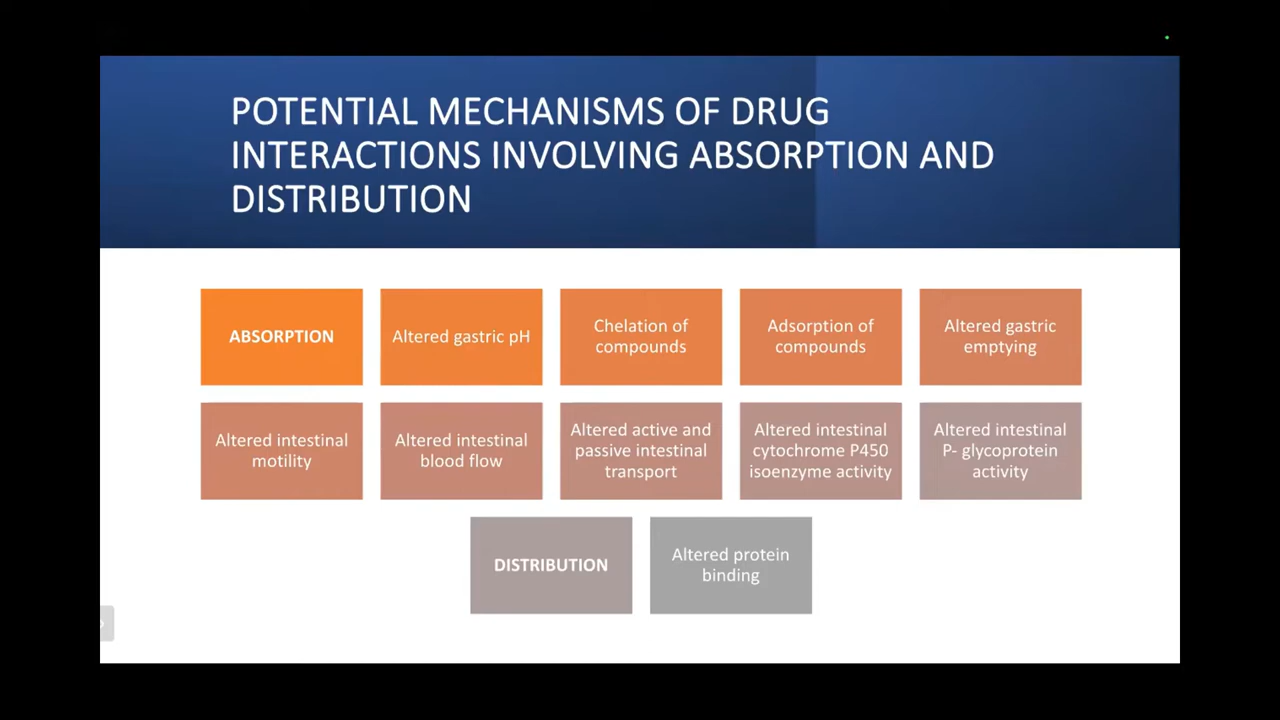 POTENTIAL MECHANISMS OF DRUG
INTERACTIONS INVOLVING ABSORPTION AND
DISTRIBUTION
ABSORPTION
Altered gastric pH
Chelation of
compounds
Adsorption of
compounds
Altered gastric
emptying
Altered intestinal
motility
Altered intestinal
blood flow
Altered active and
passive intestinal
transport
Altered intestinal
cytochrome P450
isoenzyme activity
Altered intestinal
P- glycoprotein
activity
DISTRIBUTION
Altered protein
binding